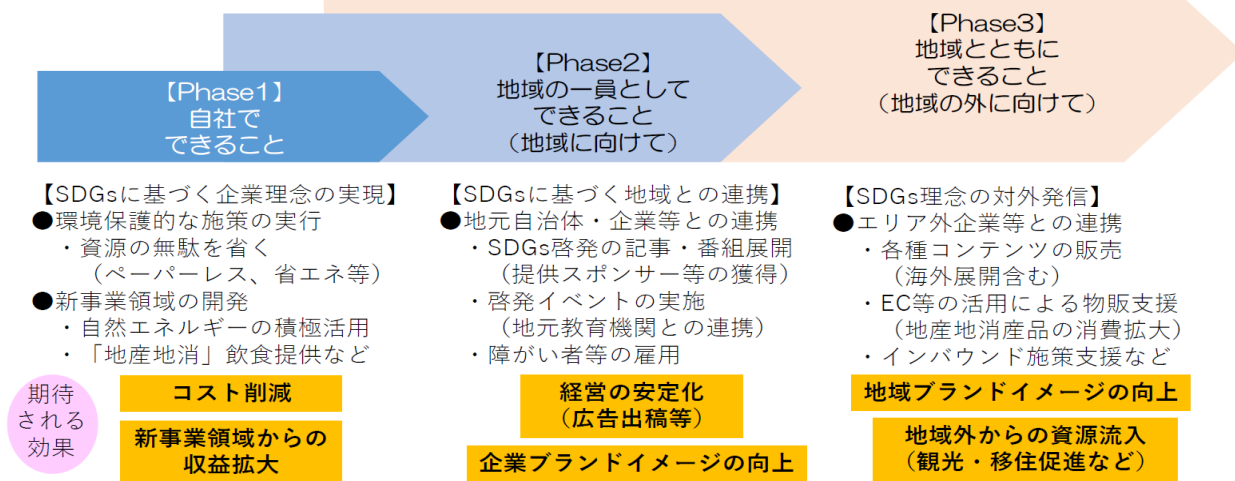 【Phase1】
自社で
できること
【Phase2】
地域の一員として
できること
（地域に向けて）
【Phase3】
地域とともに
できること
（地域の外に向けて）
【SDGsに基づく企業理念の実現】
●環境保護的な施策の実行
・資源の無駄を省く
（ペーパーレス、省エネ等）
●新事業領域の開発
・自然エネルギーの積極活用
・「地産地消」飲食提供など
【SDGsに基づく地域との連携】
●地元自治体・企業等との連携
・SDGs啓発の記事・番組展開
（提供スポンサー等の獲得）
・啓発イベントの実施
（地元教育機関との連携）
・障がい者等の雇用
【SDGs理念の対外発信】
●エリア外企業等との連携
・各種コンテンツの販売
（海外展開含む）
・EC等の活用による物販支援
（地産地消産品の消費拡大）
・インバウンド施策支援など
期待
される
効果
コスト削減
新事業領域からの
収益拡大
経営の安定化
（広告出稿等）
企業ブランドイメージの向上
地域ブランドイメージの向上
地域外からの資源流入
（観光・移住促進など）